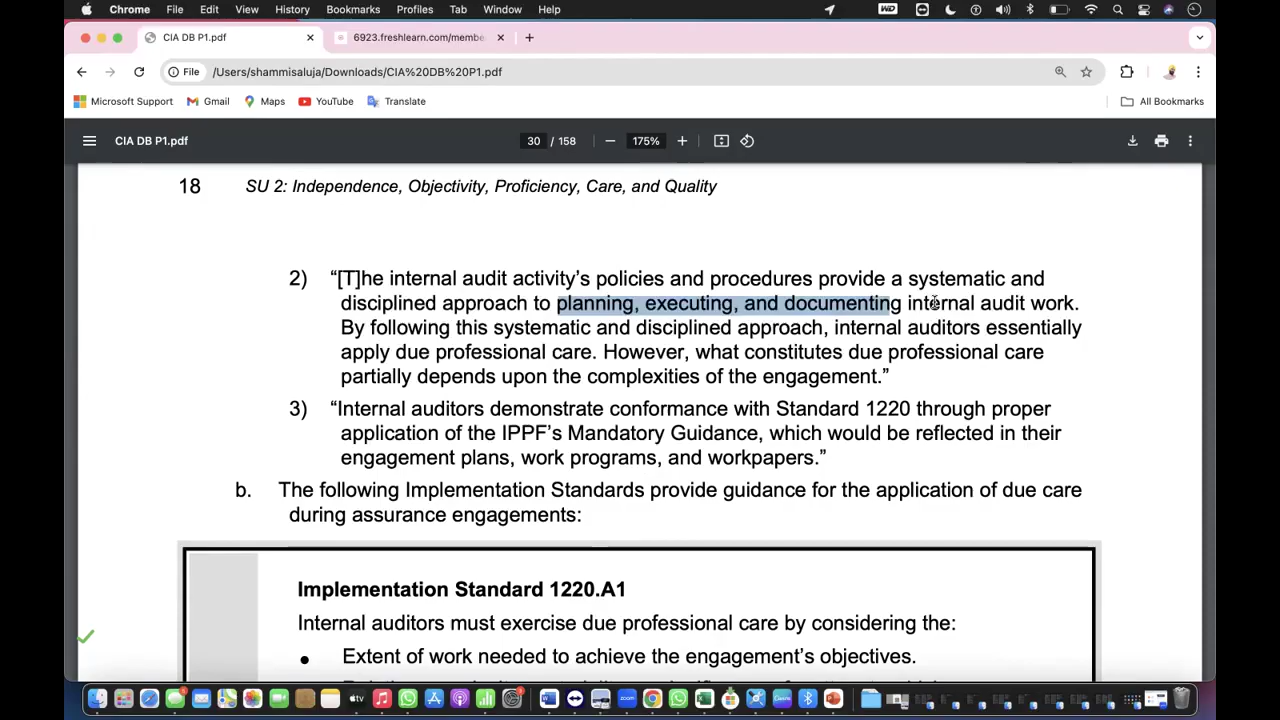 Chrome File Edit View History Bookmarks Profiles Tab Window Help
CIA DB P1.pdf
6923.freshlearn.com/membe
File /Users/shammisaluja/Downloads/CIA%20DB%20P1.pdf
Microsoft Support Gmail Maps YouTube Translate All Bookmarks
CIA DB P1.pdf 30 / 158 — 175% +
18 SU 2: Independence, Objectivity, Proficiency, Care, and Quality
2) “[T]he internal audit activity’s policies and procedures provide a systematic and
disciplined approach to planning, executing, and documenting internal audit work.
By following this systematic and disciplined approach, internal auditors essentially
apply due professional care. However, what constitutes due professional care
partially depends upon the complexities of the engagement.”
3) “Internal auditors demonstrate conformance with Standard 1220 through proper
application of the IPPF’s Mandatory Guidance, which would be reflected in their
engagement plans, work programs, and workpapers.”
b. The following Implementation Standards provide guidance for the application of due care
during assurance engagements:
Implementation Standard 1220.A1
Internal auditors must exercise due professional care by considering the:
● Extent of work needed to achieve the engagement’s objectives.